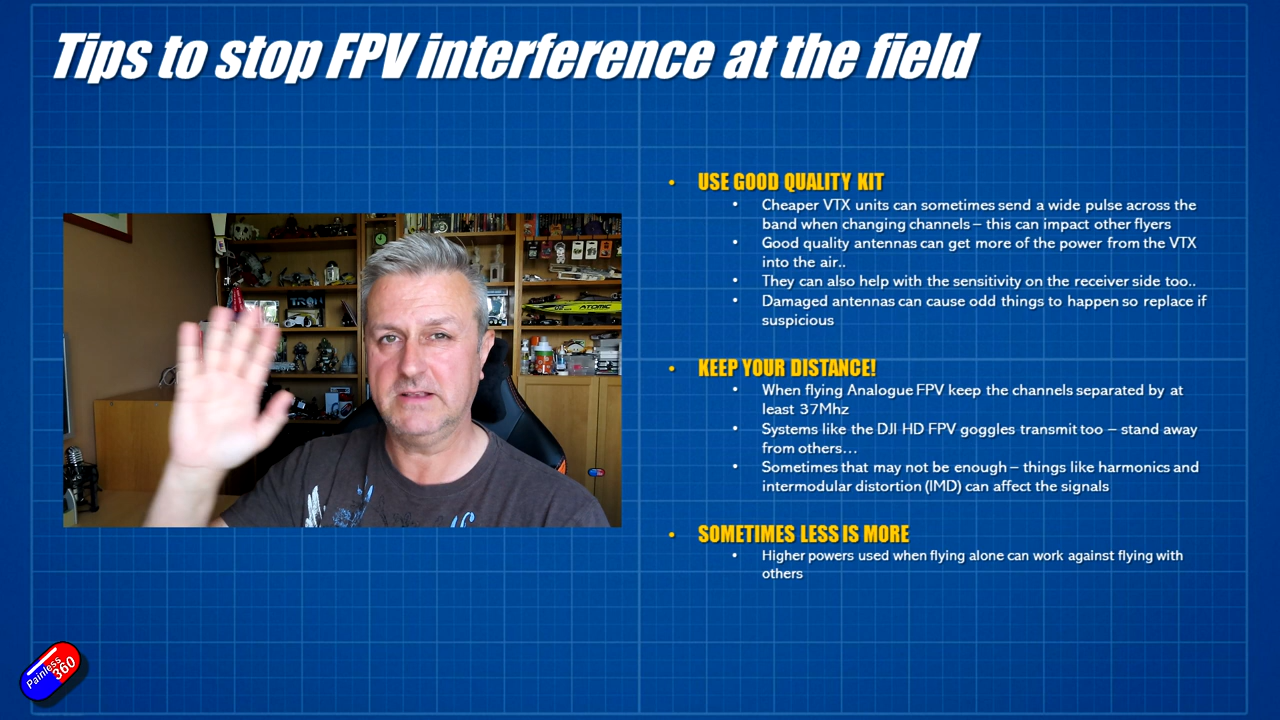 Tips to stop FPV interference at the field
• USE GOOD QUALITY KIT
• Cheaper VTX units can sometimes send a wide pulse across the
band when changing channels – this can impact other flyers
• Good quality antennas can get more of the power from the VTX
into the air..
• They can also help with the sensitivity on the receiver side too..
• Damaged antennas can cause odd things to happen so replace if
suspicious
• KEEP YOUR DISTANCE!
• When flying Analogue FPV keep the channels separated by at
least 37Mhz
• Systems like the DJI HD FPV goggles transmit too – stand away
from others…
• Sometimes that may not be enough – things like harmonics and
intermodular distortion (IMD) can affect the signals
• SOMETIMES LESS IS MORE
• Higher powers used when flying alone can work against flying with
others
TRON
ATOMIC
Painless
360